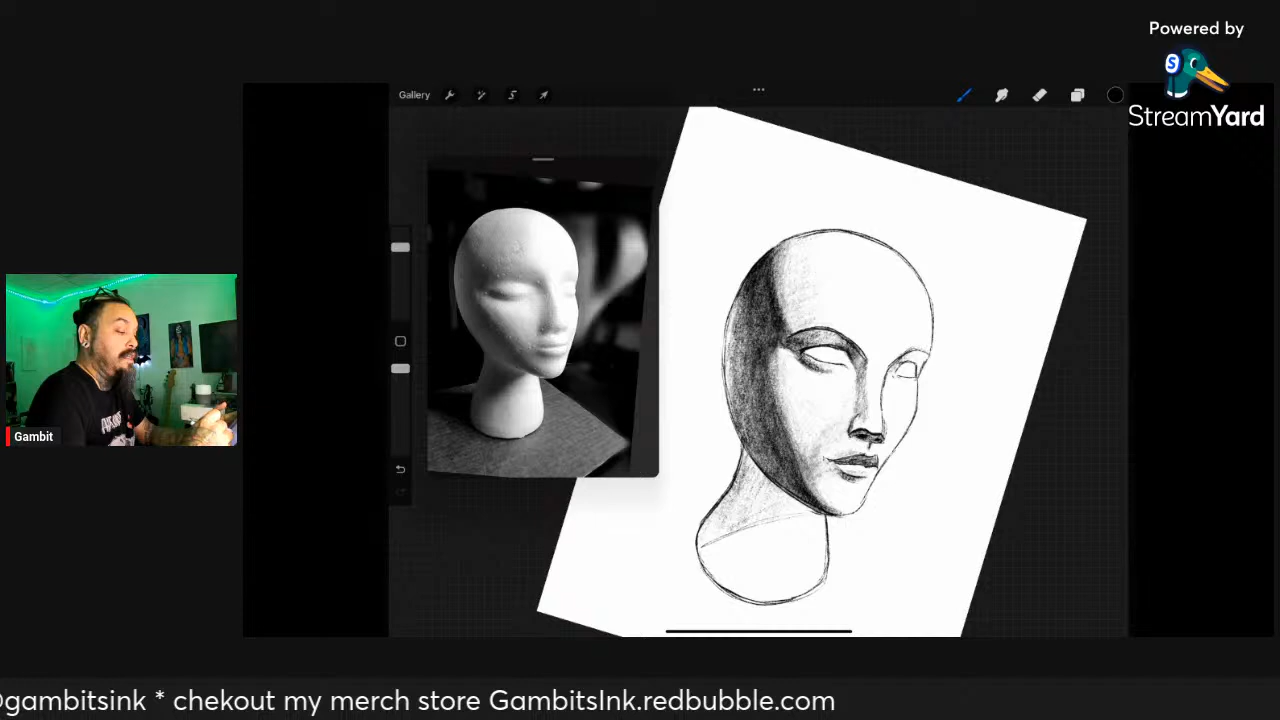 Powered by
StreamYard
Gallery
Gambit
@gambitsink * chekout my merch store GambitsInk.redbubble.com